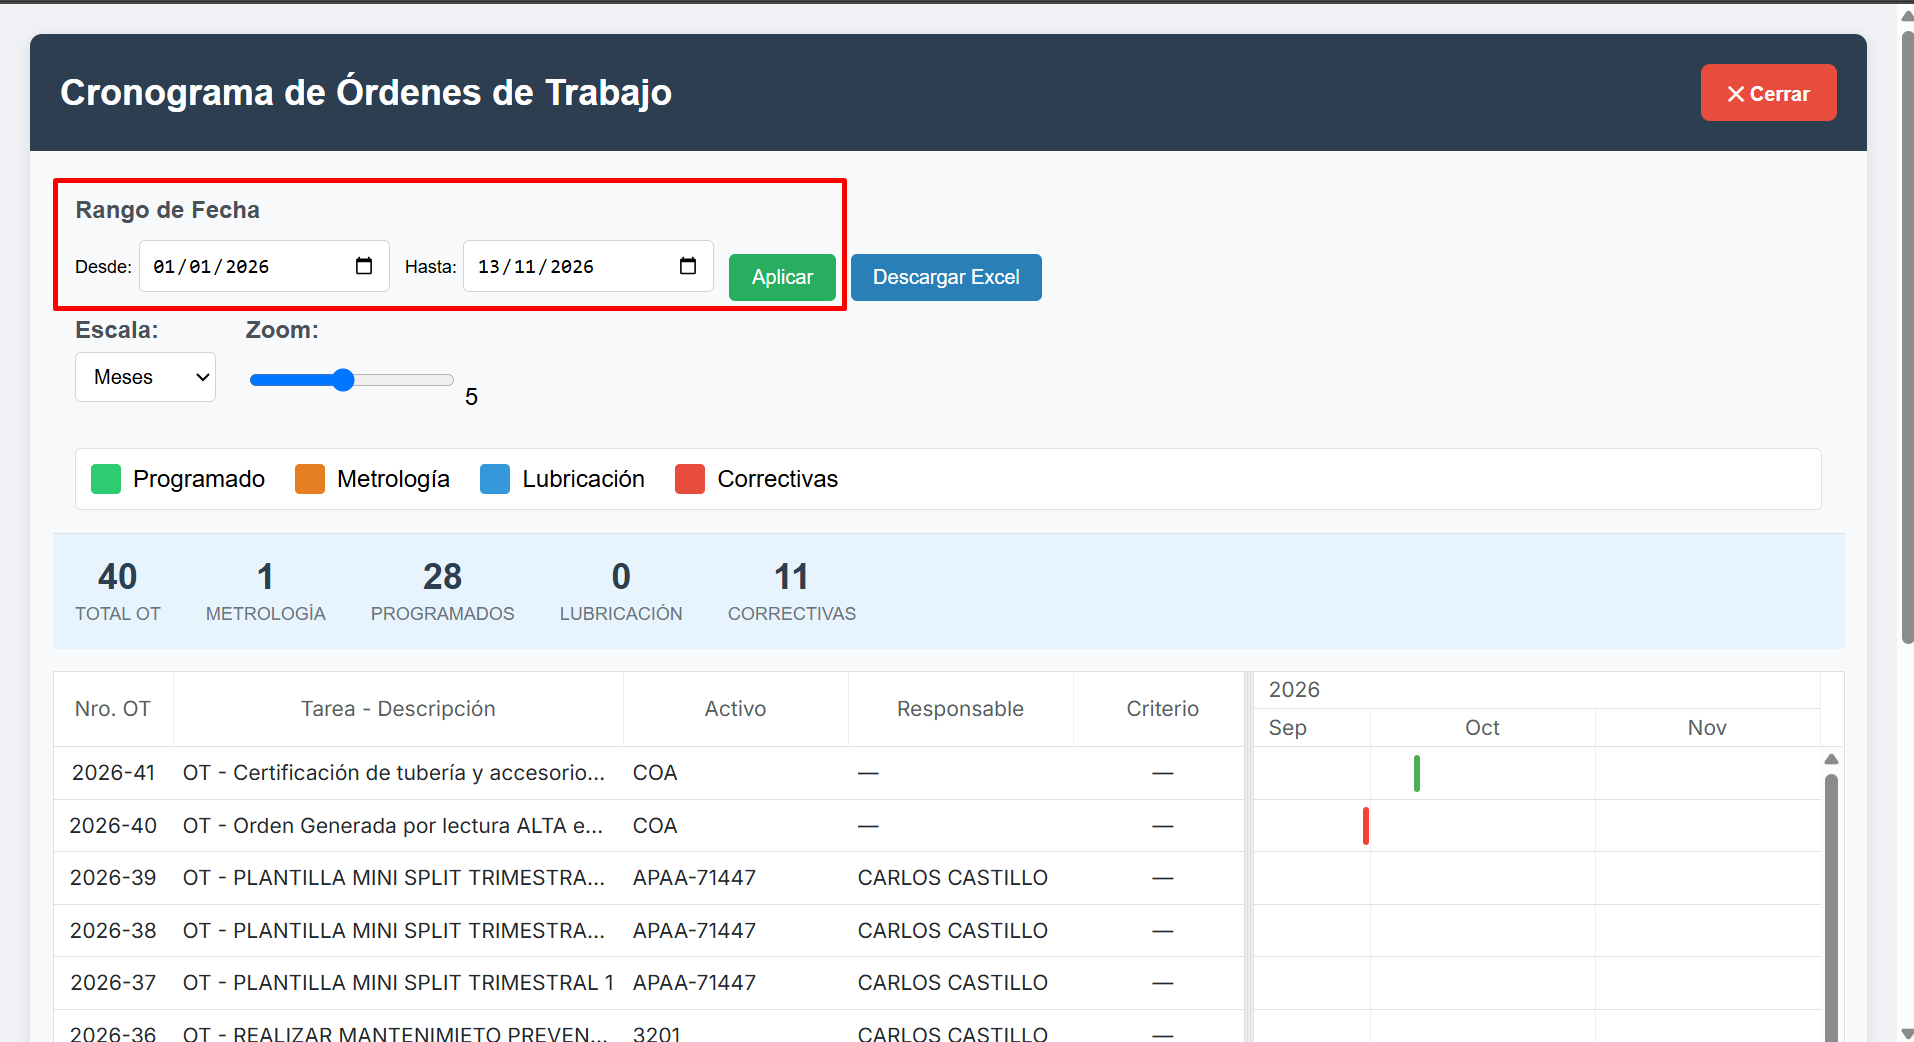 Cronograma de Órdenes de Trabajo
Cerrar
Rango de Fecha
Desde: 01/01/2026 Hasta: 13/11/2026 Aplicar Descargar Excel
Escala: Zoom:
Meses 5
Programado Metrología Lubricación Correctivas
40 1 28 0 11
TOTAL OT METROLOGÍA PROGRAMADOS LUBRICACIÓN CORRECTIVAS
2026
Nro. OT Tarea - Descripción Activo Responsable Criterio
Sep Oct Nov
2026-41 OT - Certificación de tubería y accesorio... COA — —
2026-40 OT - Orden Generada por lectura ALTA e... COA — —
2026-39 OT - PLANTILLA MINI SPLIT TRIMESTRA... APAA-71447 CARLOS CASTILLO —
2026-38 OT - PLANTILLA MINI SPLIT TRIMESTRA... APAA-71447 CARLOS CASTILLO —
2026-37 OT - PLANTILLA MINI SPLIT TRIMESTRAL 1 APAA-71447 CARLOS CASTILLO —
2026-36 OT - REALIZAR MANTENIMIETO PREVEN... 3201 CARLOS CASTILLO —